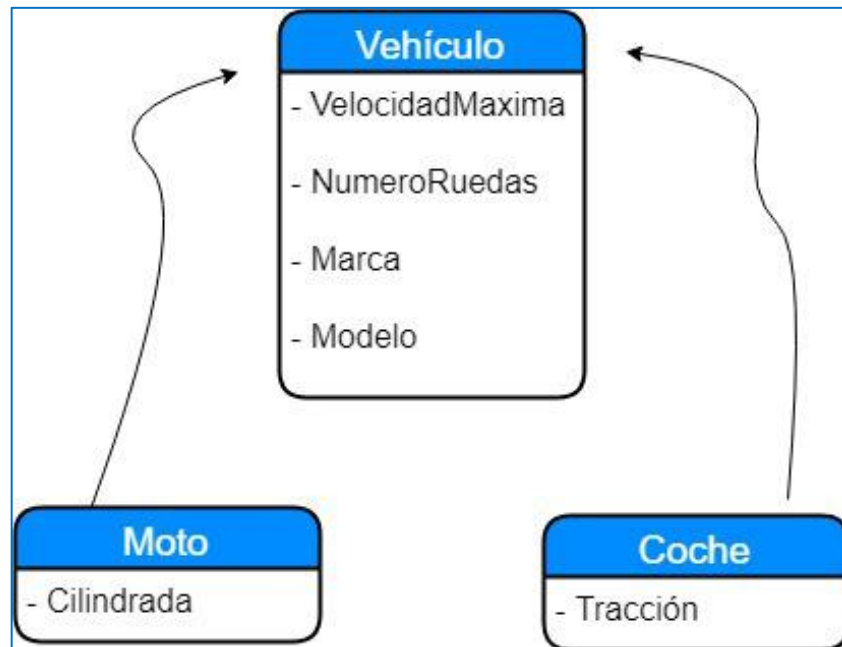 Vehículo
- VelocidadMaxima
- NumeroRuedas
- Marca
- Modelo
Moto
- Cilindrada
Coche
- Tracción